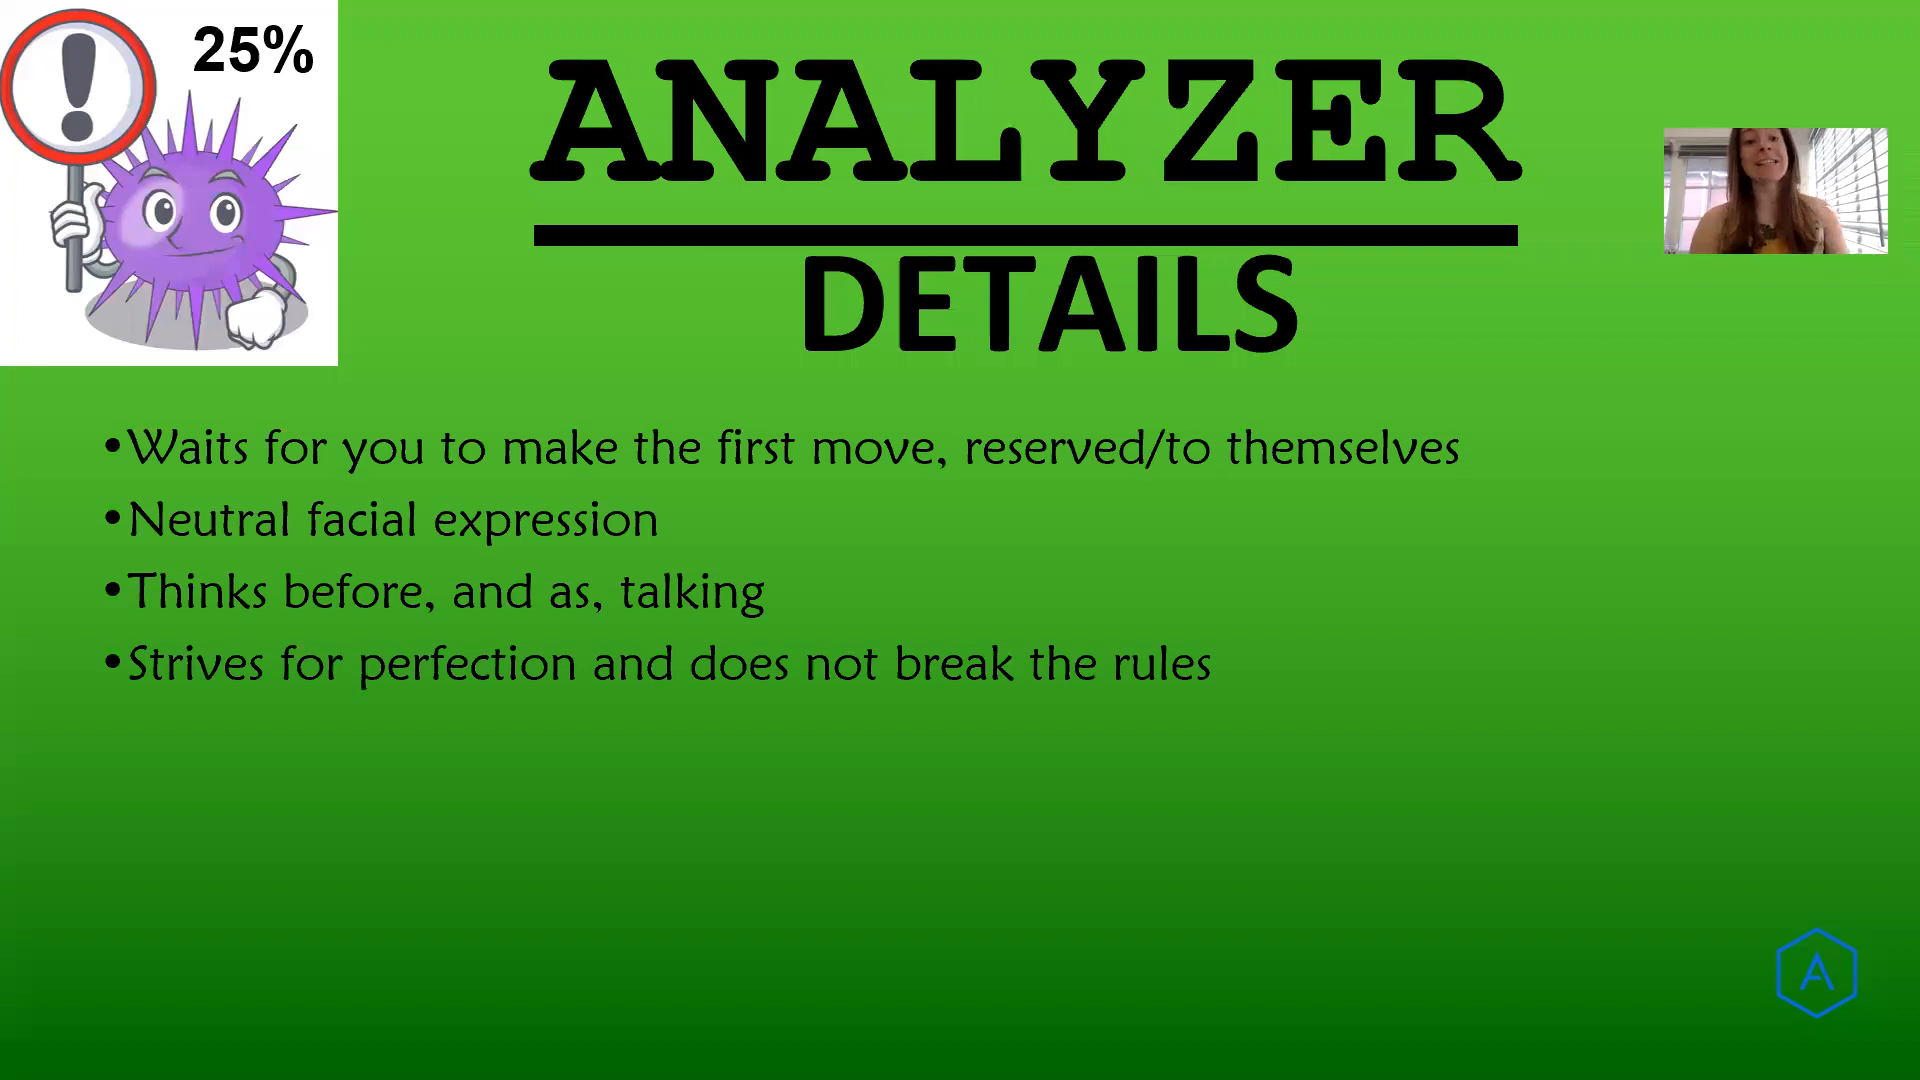 25%
ANALYZER
DETAILS
•Waits for you to make the first move, reserved/to themselves
•Neutral facial expression
•Thinks before, and as, talking
•Strives for perfection and does not break the rules
A